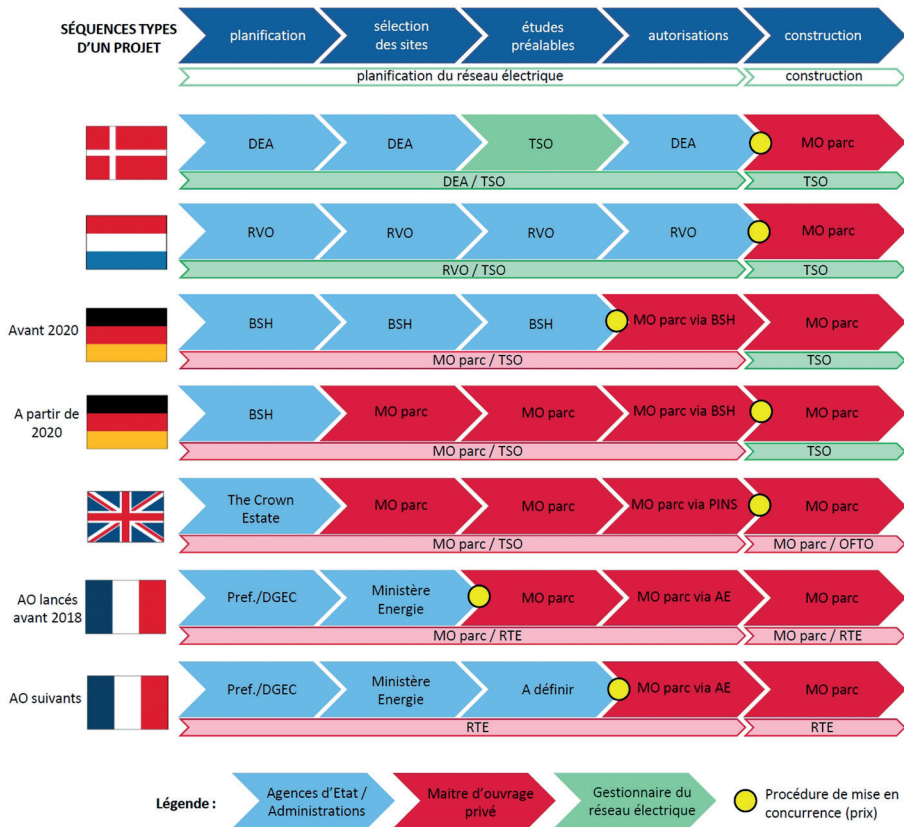 SÉQUENCES TYPES
D'UN PROJET
planification
sélection
des sites
études
préalables
autorisations
construction
planification du réseau électrique
construction
DEA
DEA
TSO
DEA
MO parc
DEA / TSO
TSO
RVO
RVO
RVO
RVO
MO parc
RVO / TSO
TSO
Avant 2020
BSH
BSH
BSH
MO parc via BSH
MO parc
MO parc / TSO
TSO
A partir de
2020
BSH
MO parc
MO parc
MO parc via BSH
MO parc
MO parc / TSO
TSO
The Crown
Estate
MO parc
MO parc
MO parc via PINS
MO parc
MO parc / TSO
MO parc / OFTO
AO lancés
avant 2018
Pref./DGEC
Ministère
Energie
MO parc
MO parc via AE
MO parc
MO parc / RTE
MO parc / RTE
AO suivants
Pref./DGEC
Ministère
Energie
A définir
MO parc via AE
MO parc
RTE
RTE
Légende :
Agences d'Etat /
Administrations
Maitre d'ouvrage
privé
Gestionnaire du
réseau électrique
Procédure de mise en
concurrence (prix)